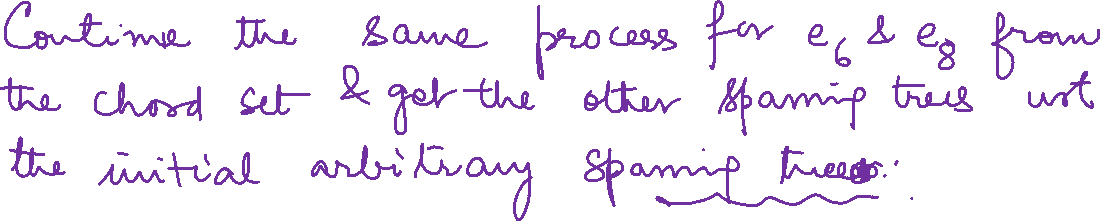 Continue the same process for e₆ & e₈ from
the chord set & get the other spanning trees wrt
the initial arbitrary spanning tree.